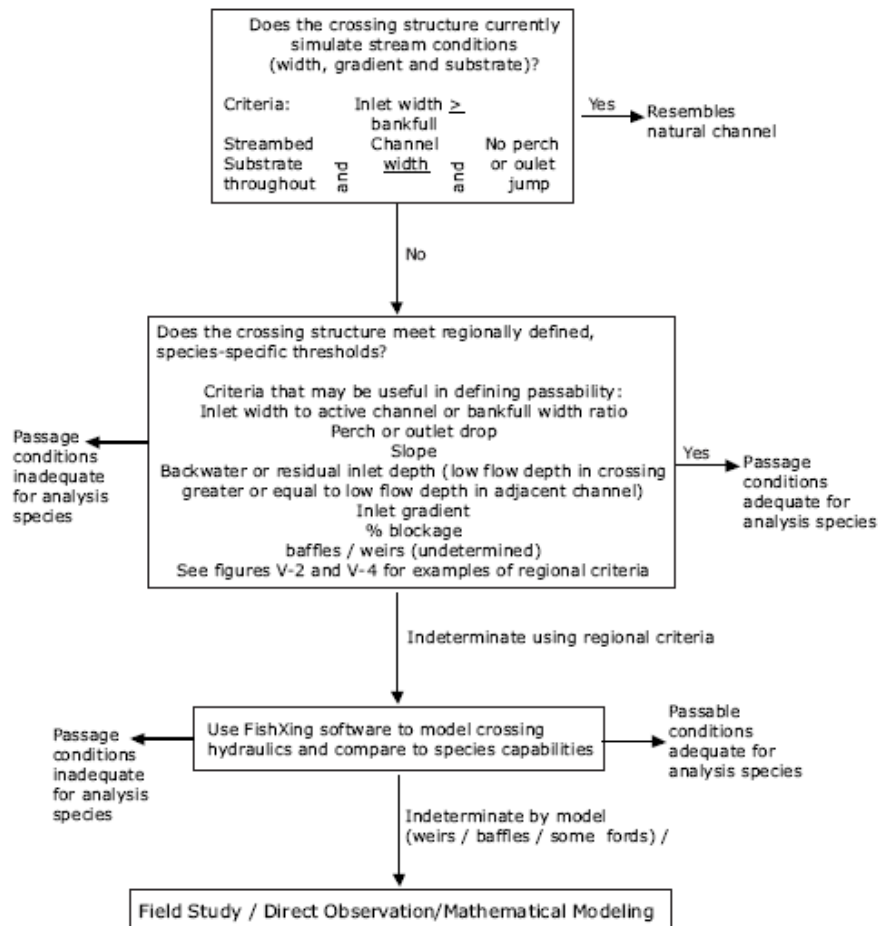 Does the crossing structure currently
simulate stream conditions
(width, gradient and substrate)?
Criteria:
Streambed
Substrate
throughout
and
Inlet width >
bankfull
Channel
width
and
No perch
or oulet
jump
Yes
Resembles
natural channel
No
Does the crossing structure meet regionally defined,
species-specific thresholds?
Criteria that may be useful in defining passability:
Inlet width to active channel or bankfull width ratio
Perch or outlet drop
Slope
Backwater or residual inlet depth (low flow depth in crossing
greater or equal to low flow depth in adjacent channel)
Inlet gradient
% blockage
baffles / weirs (undetermined)
See figures V-2 and V-4 for examples of regional criteria
Passage
conditions
inadequate
for analysis
species
Yes
Passage
conditions
adequate for
analysis species
Indeterminate using regional criteria
Use FishXing software to model crossing
hydraulics and compare to species capabilities
Passage
conditions
inadequate
for analysis
species
Passable
conditions
adequate for
analysis species
Indeterminate by model
(weirs / baffles / some fords) /
Field Study / Direct Observation/Mathematical Modeling